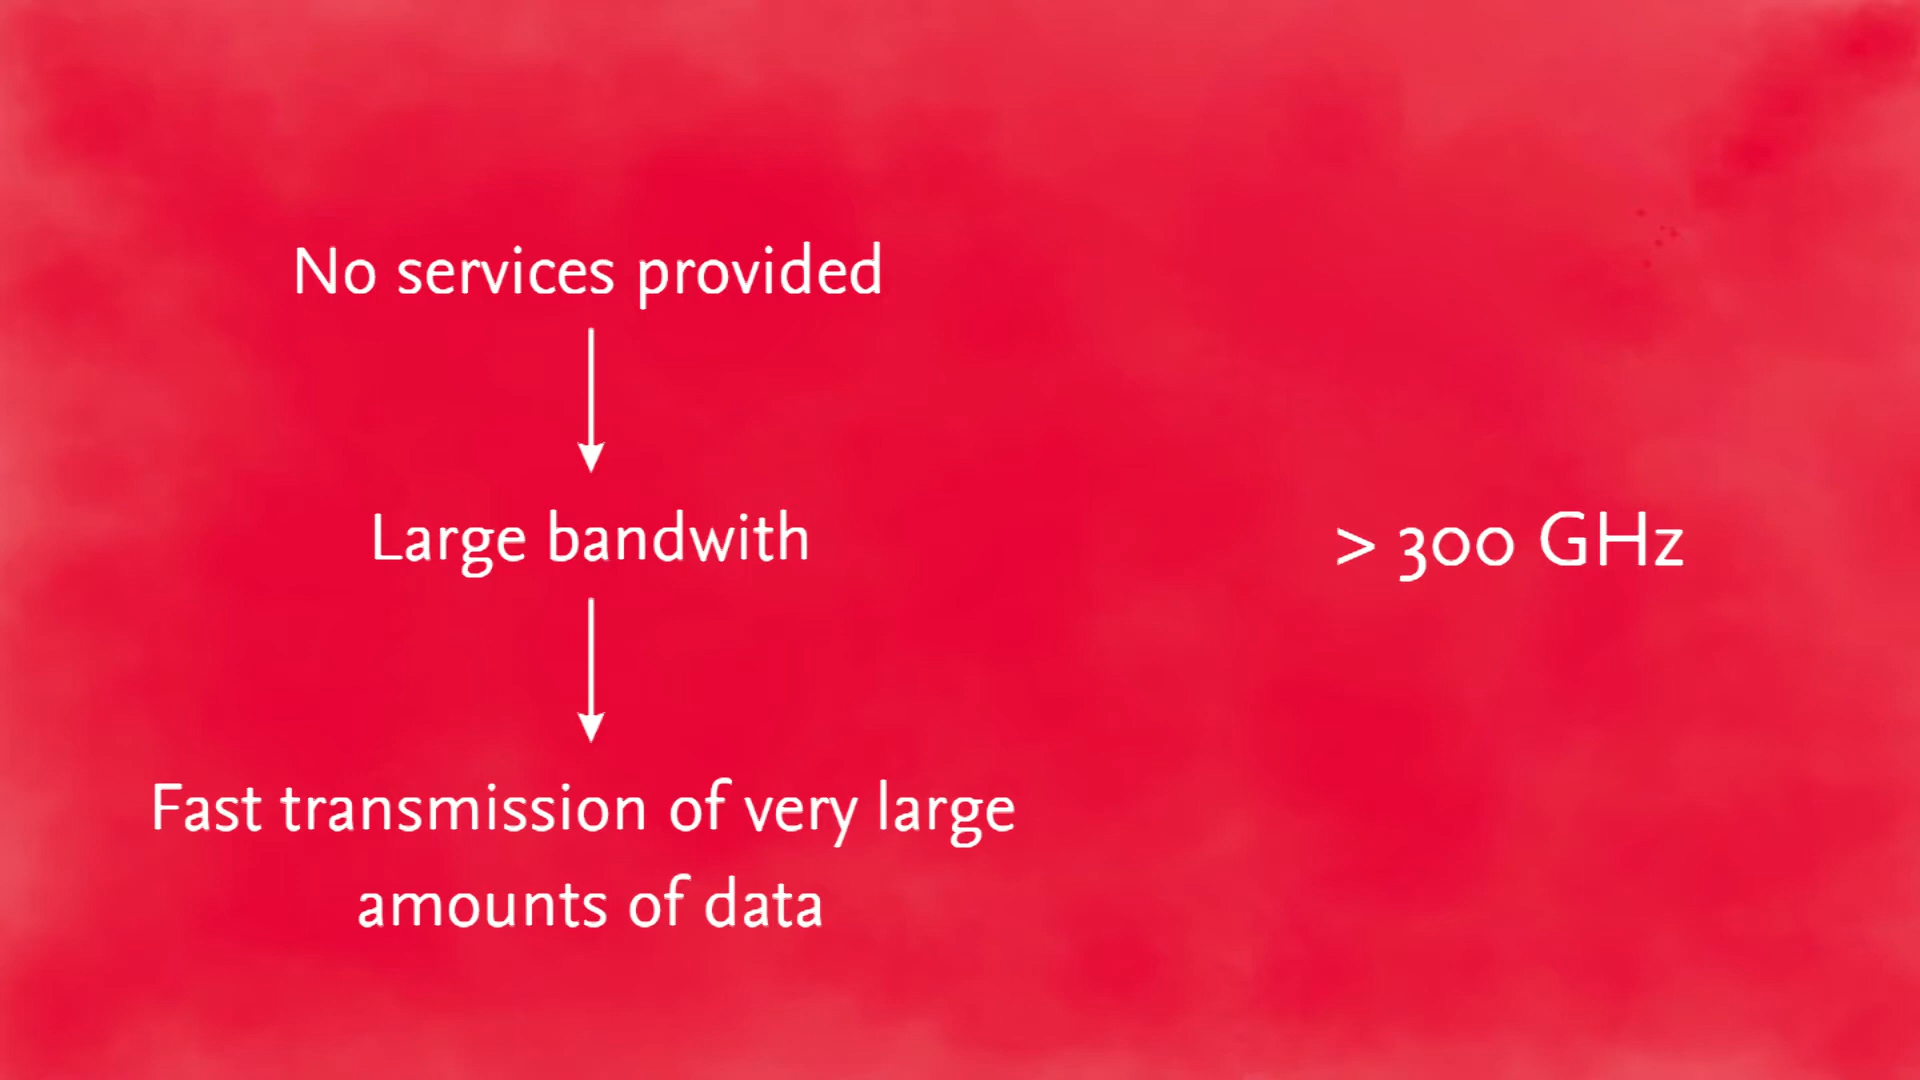 No services provided
Large bandwith
> 300 GHz
Fast transmission of very large
amounts of data